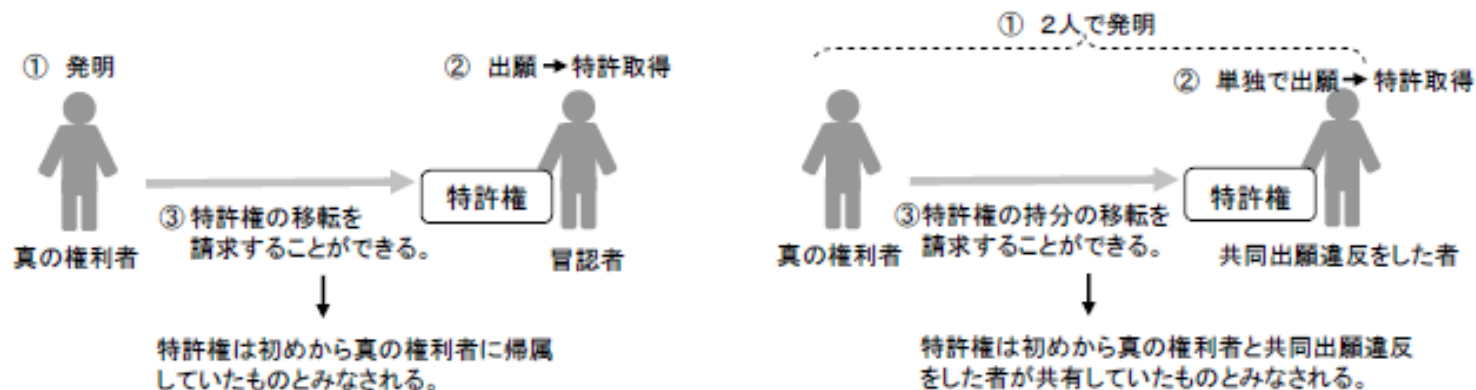 ① 発明
② 出願→特許取得
特許権
③ 特許権の移転を
請求することができる。
真の権利者
冒認者
特許権は初めから真の権利者に帰属
していたものとみなされる。
① 2人で発明
② 単独で出願→特許取得
特許権
③特許権の持分の移転を
請求することができる。
真の権利者
共同出願違反をした者
特許権は初めから真の権利者と共同出願違反
をした者が共有していたものとみなされる。